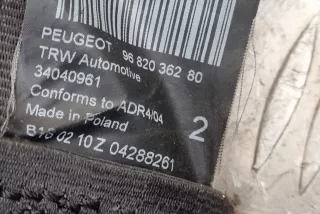 PEUGEOT 96 820 362 80
TRW Automotive
34040961
Conforms to ADR4/04
Made in Poland
2
B16 02 10 Z 04288261